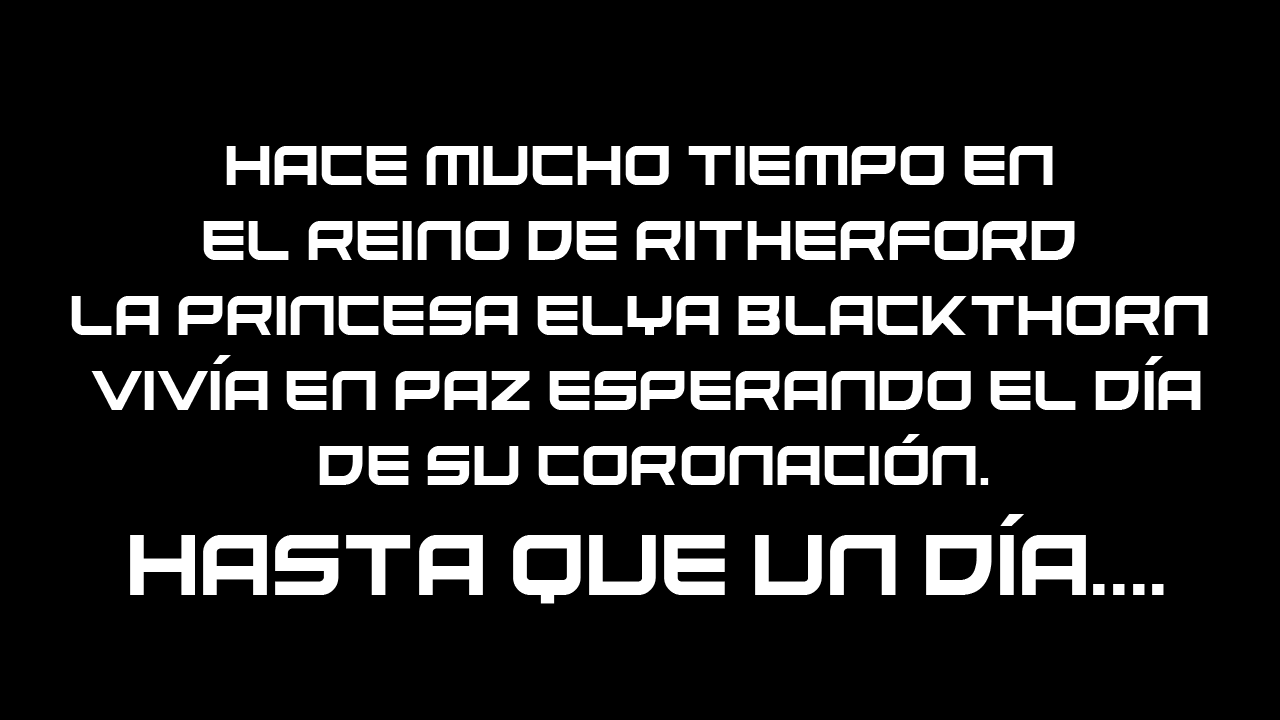 HACE MUCHO TIEMPO EN
EL REINO DE RITHERFORD
LA PRINCESA ELYA BLACKTHORN
VIVÍA EN PAZ ESPERANDO EL DÍA
DE SU CORONACIÓN.
HASTA QUE UN DÍA....